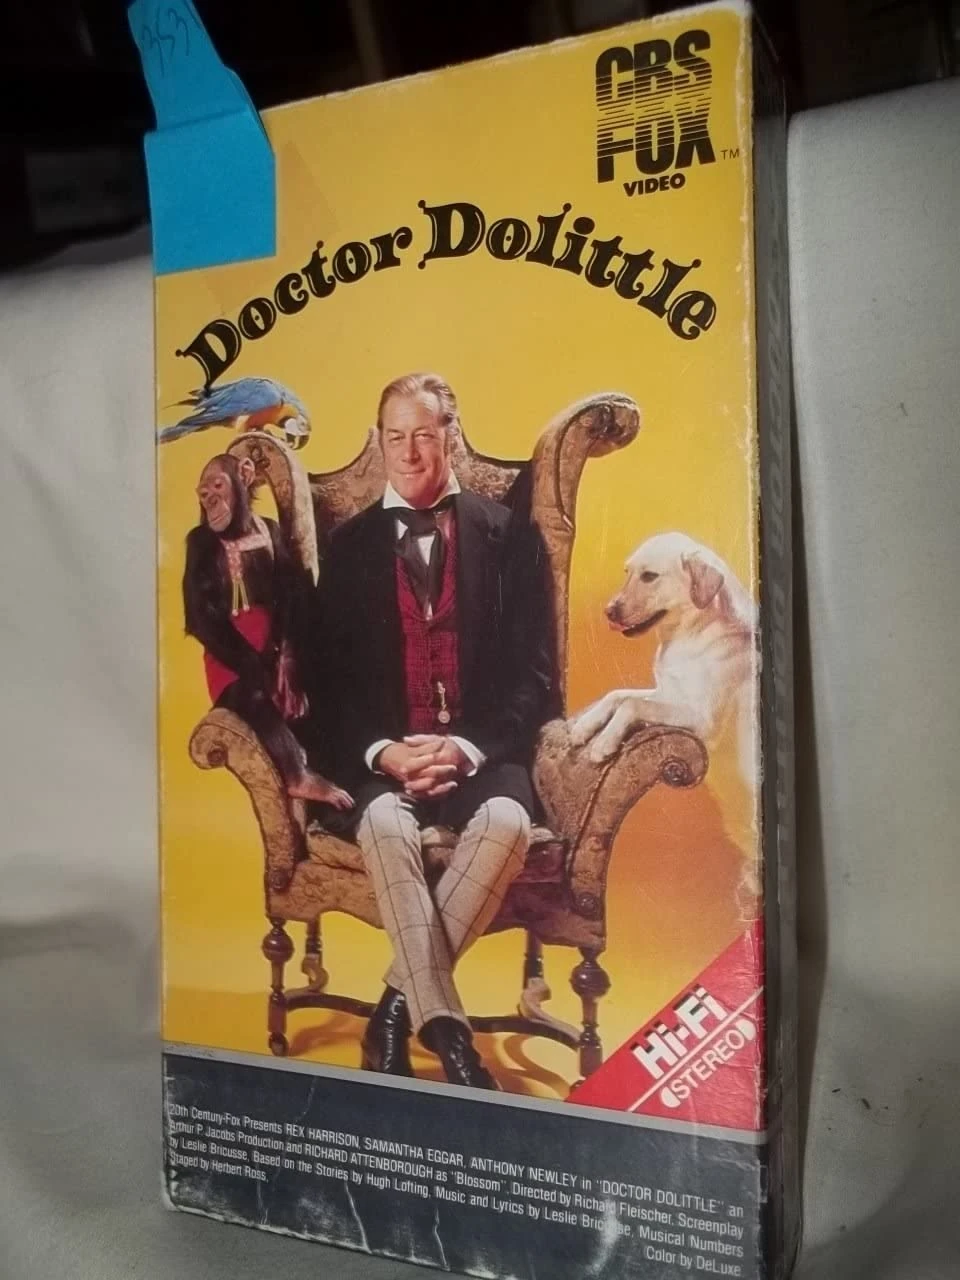 353
CBS
FOX
VIDEO
TM
Doctor Dolittle
Hi-Fi
STEREO
20th Century-Fox Presents REX HARRISON, SAMANTHA EGGAR, ANTHONY NEWLEY in "DOCTOR DOLITTLE" an
Arthur P. Jacobs Production and RICHARD ATTENBOROUGH as "Blossom". Directed by Richard Fleischer. Screenplay
by Leslie Bricusse, Based on the Stories by Hugh Lofting, Music and Lyrics by Leslie Bricusse, Musical Numbers
Staged by Herbert Ross.
Color by DeLuxe